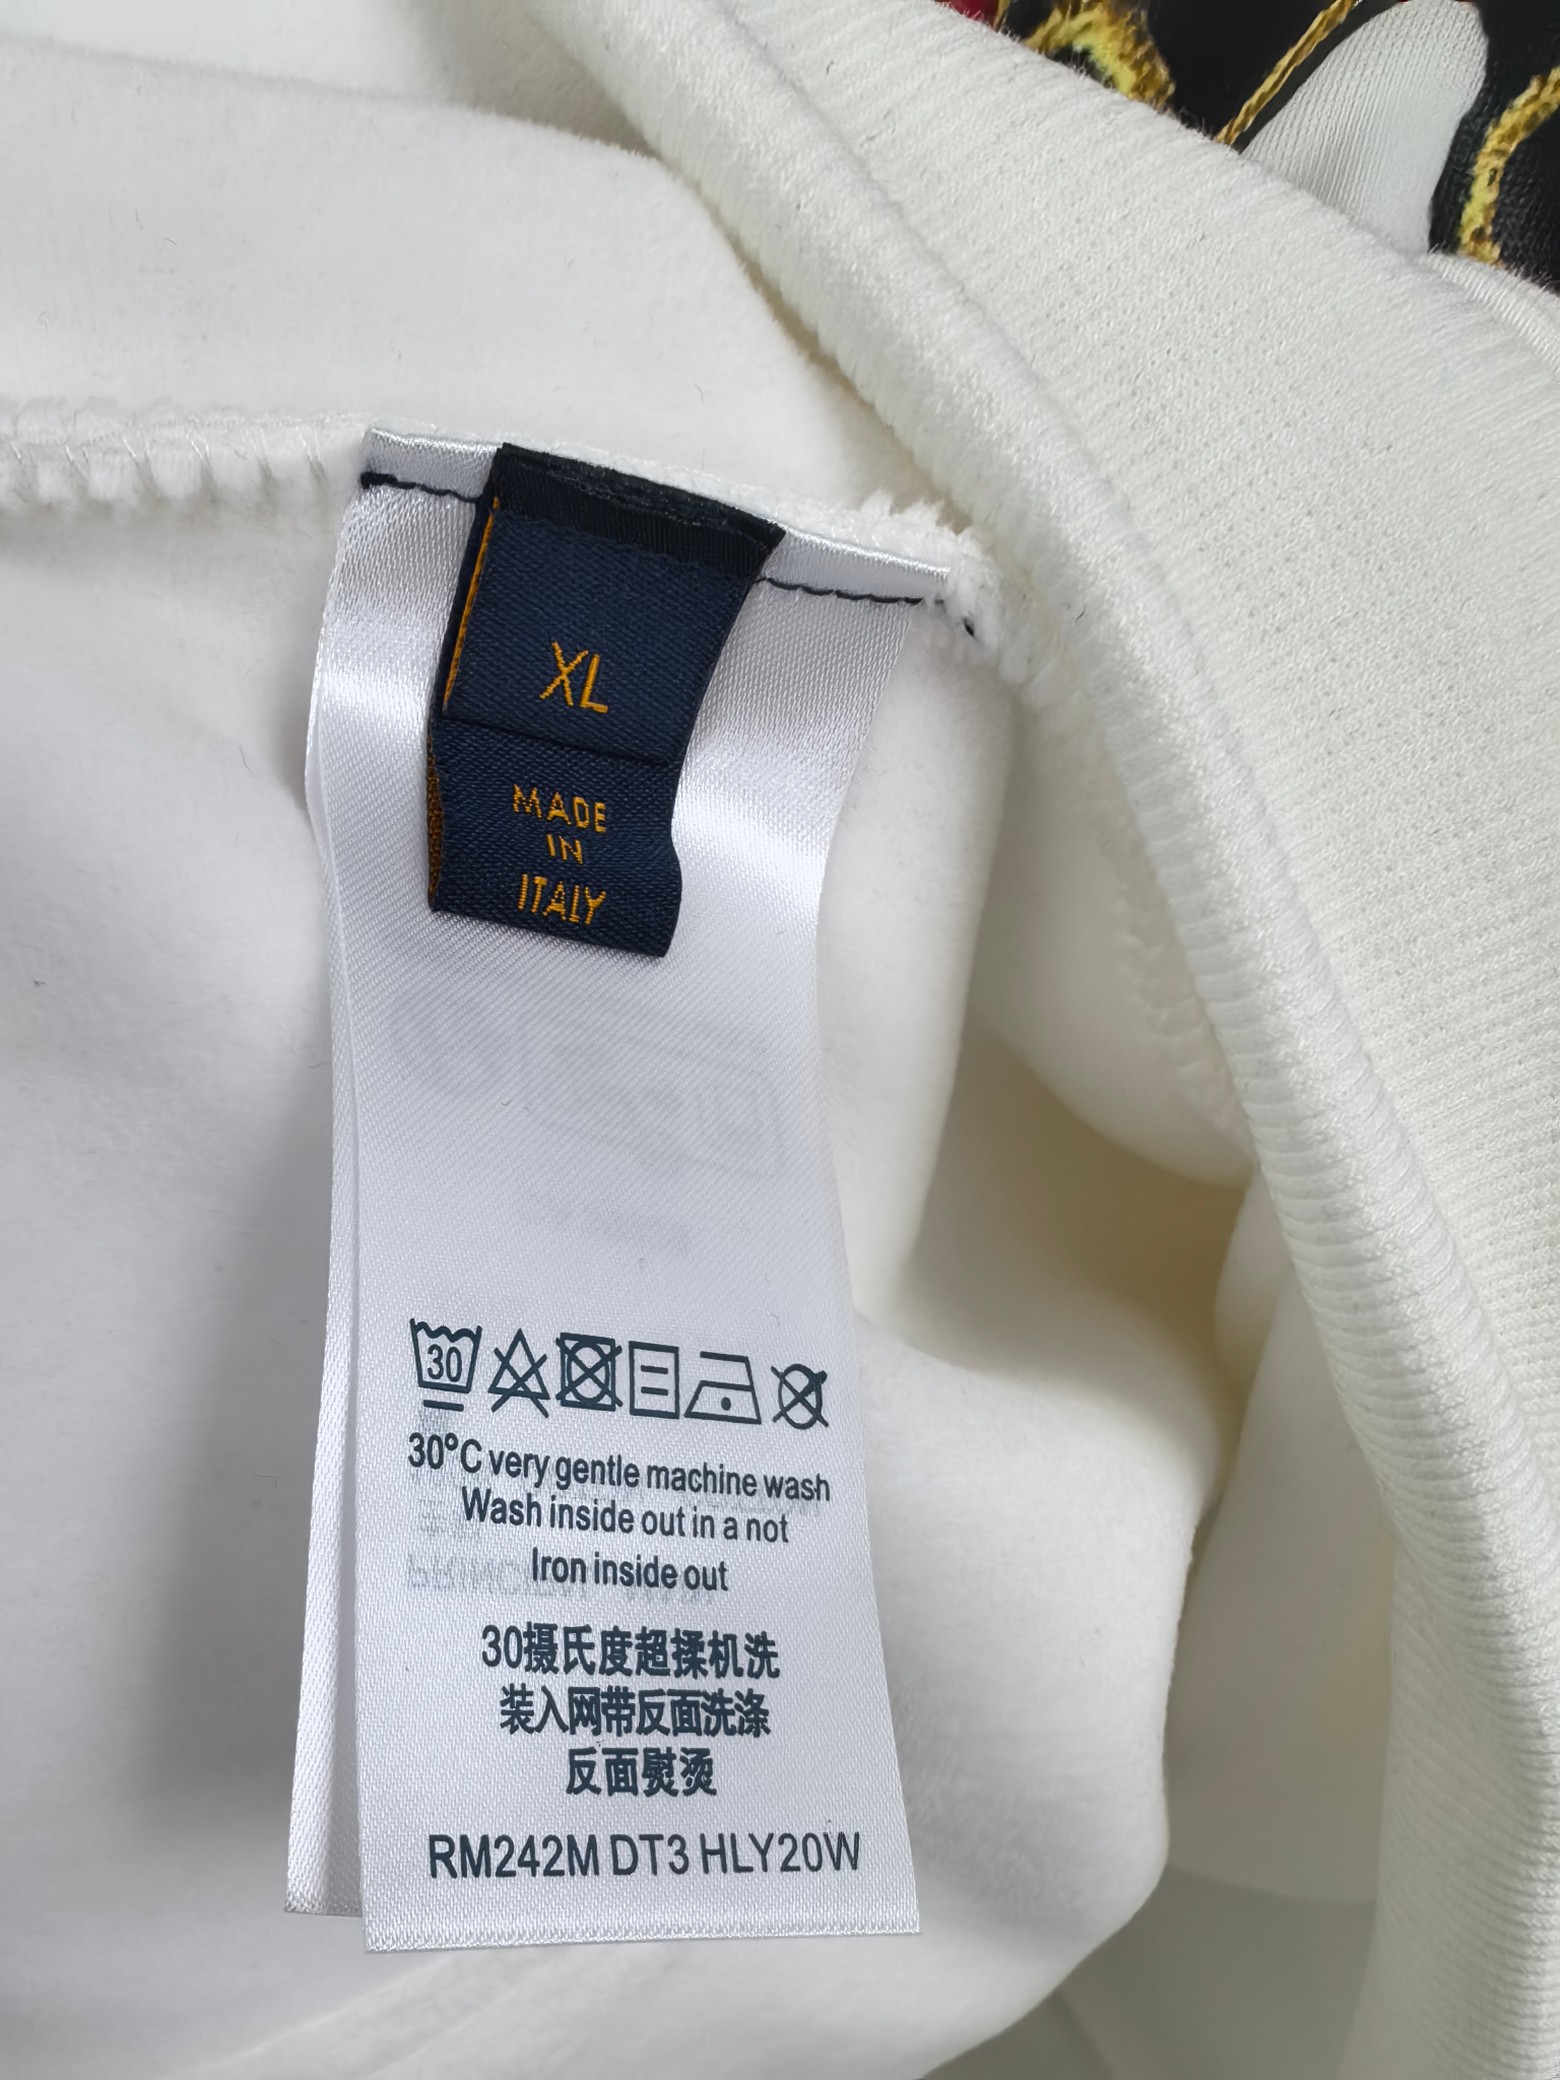 XL
MADE
IN
ITALY
30
30°C very gentle machine wash
Wash inside out in a not
Iron inside out
30摄氏度超揉机洗
装入网带反面洗涤
反面熨烫
RM242M DT3 HLY20W